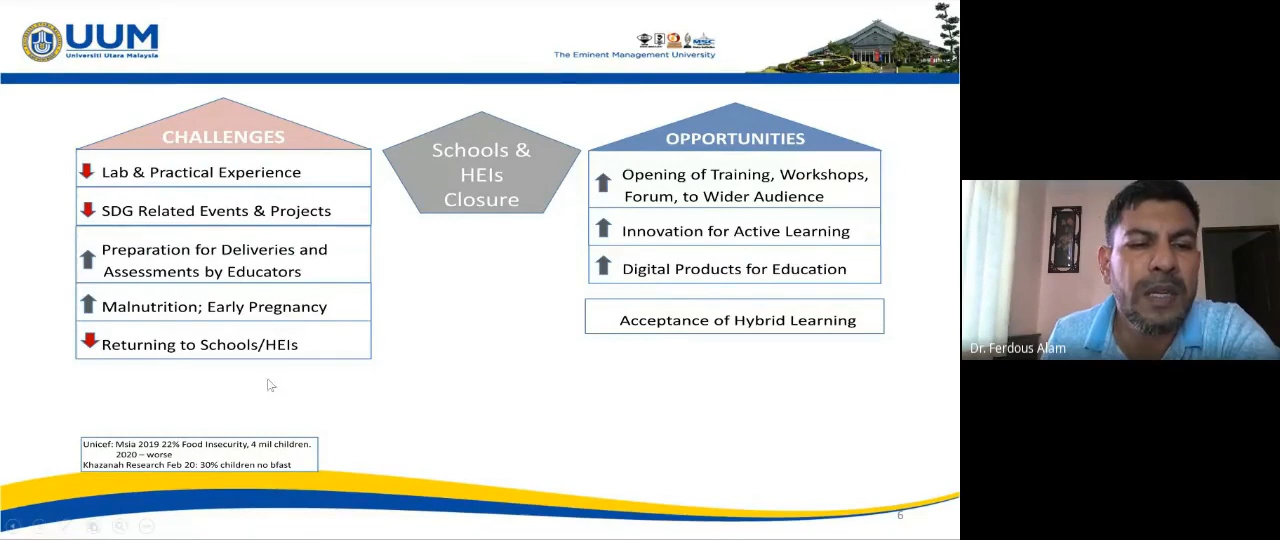 UUM
Universiti Utara Malaysia
The Eminent Management University
CHALLENGES
Lab & Practical Experience
SDG Related Events & Projects
Preparation for Deliveries and
Assessments by Educators
Malnutrition; Early Pregnancy
Returning to Schools/HEIs
Schools &
HEIs
Closure
OPPORTUNITIES
Opening of Training, Workshops,
Forum, to Wider Audience
Innovation for Active Learning
Digital Products for Education
Acceptance of Hybrid Learning
Dr. Ferdous Alam
Unicef: Msia 2019 22% Food Insecurity, 4 mil children.
2020 – worse
Khazanah Research Feb 20: 30% children no bfast
6